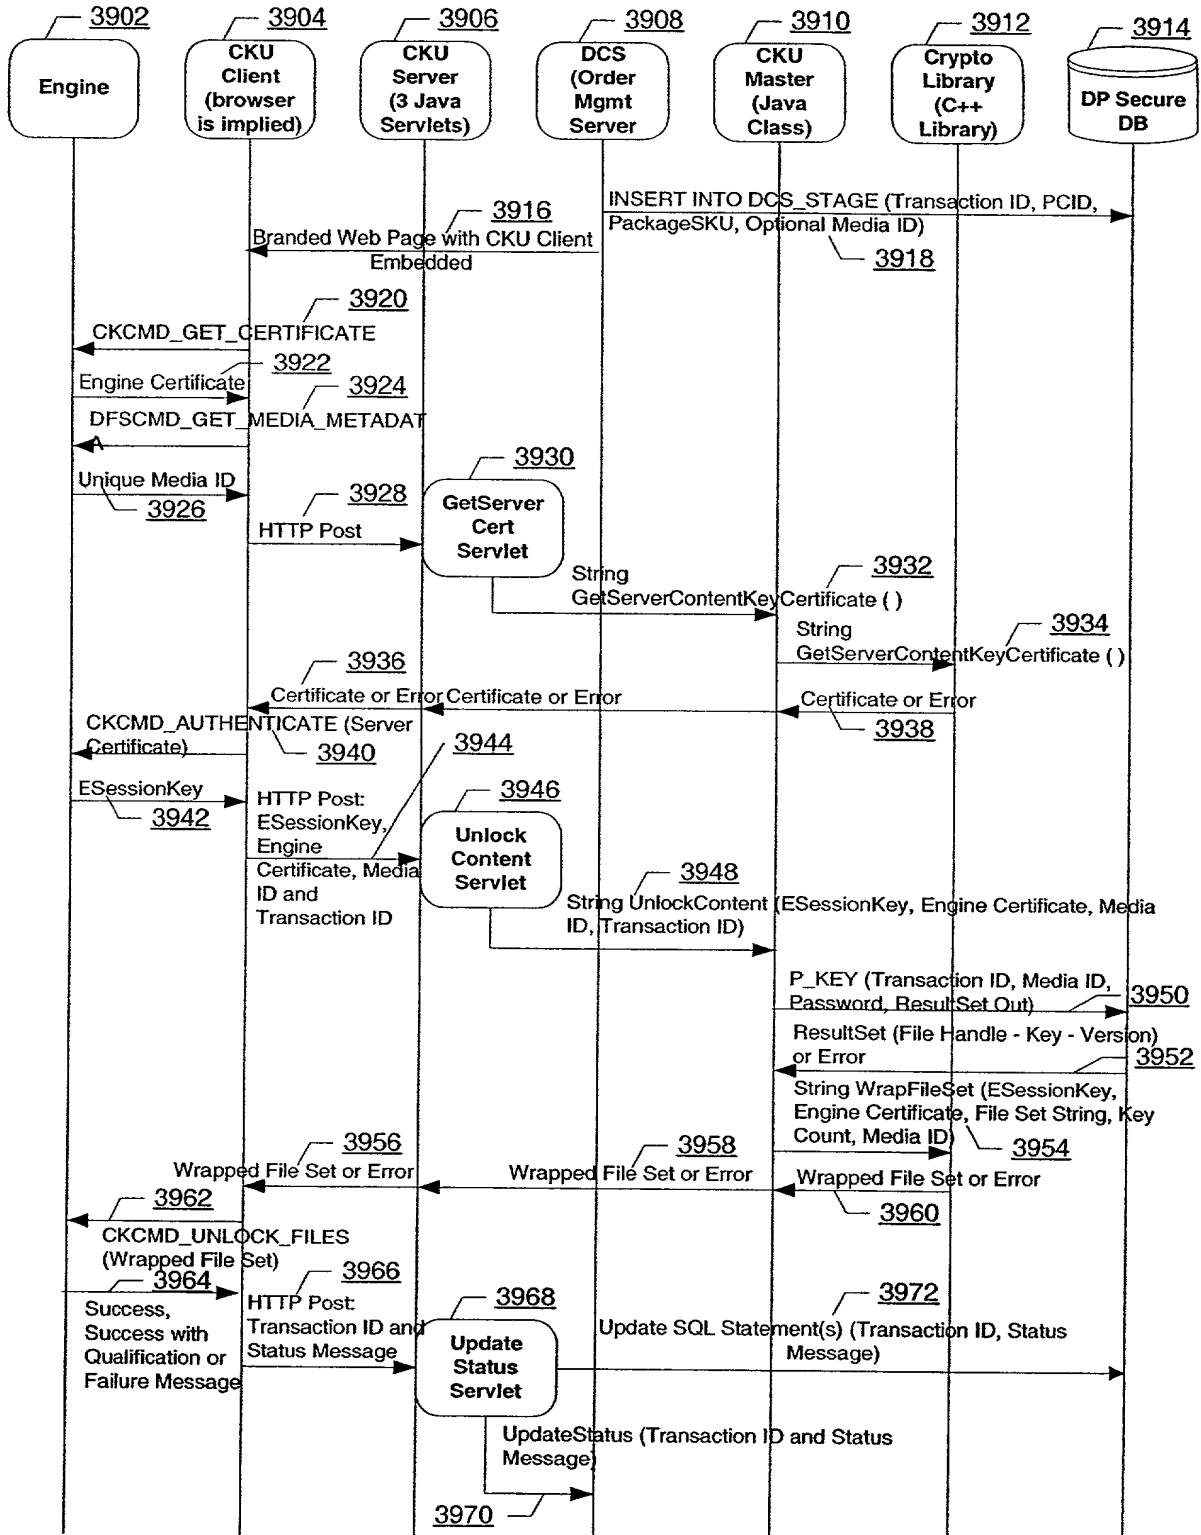 3902
3904
3906
3908
3910
3912
3914
Engine
CKU
Client
(browser
is implied)
CKU
Server
(3 Java
Servlets)
DCS
(Order
Mgmt
Server
CKU
Master
(Java
Class)
Crypto
Library
(C++
Library)
DP Secure
DB
INSERT INTO DCS_STAGE (Transaction ID, PCID,
PackageSKU, Optional Media ID)
3918
3916
Branded Web Page with CKU Client
Embedded
3920
CKCMD_GET_CERTIFICATE
3922
Engine Certificate
3924
DFSCMD_GET_MEDIA_METADAT
A
Unique Media ID
3926
3928
HTTP Post
3930
GetServer
Cert
Servlet
3932
String
GetServerContentKeyCertificate ( )
3934
String
GetServerContentKeyCertificate ( )
3936
Certificate or Error
Certificate or Error
Certificate or Error
3938
CKCMD_AUTHENTICATE (Server
Certificate)
3940
3944
ESessionKey
3942
HTTP Post:
ESessionKey,
Engine
Certificate, Media
ID and
Transaction ID
3946
Unlock
Content
Servlet
3948
String UnlockContent (ESessionKey, Engine Certificate, Media
ID, Transaction ID)
P_KEY (Transaction ID, Media ID,
Password, ResultSet Out)
3950
ResultSet (File Handle - Key - Version)
or Error
3952
String WrapFileSet (ESessionKey,
Engine Certificate, File Set String, Key
Count, Media ID)
3954
3956
Wrapped File Set or Error
3958
Wrapped File Set or Error
Wrapped File Set or Error
3960
3962
CKCMD_UNLOCK_FILES
(Wrapped File Set)
3964
Success,
Success with
Qualification or
Failure Message
3966
HTTP Post:
Transaction ID and
Status Message
3968
Update
Status
Servlet
3972
Update SQL Statement(s) (Transaction ID, Status
Message)
UpdateStatus (Transaction ID and Status
Message)
3970